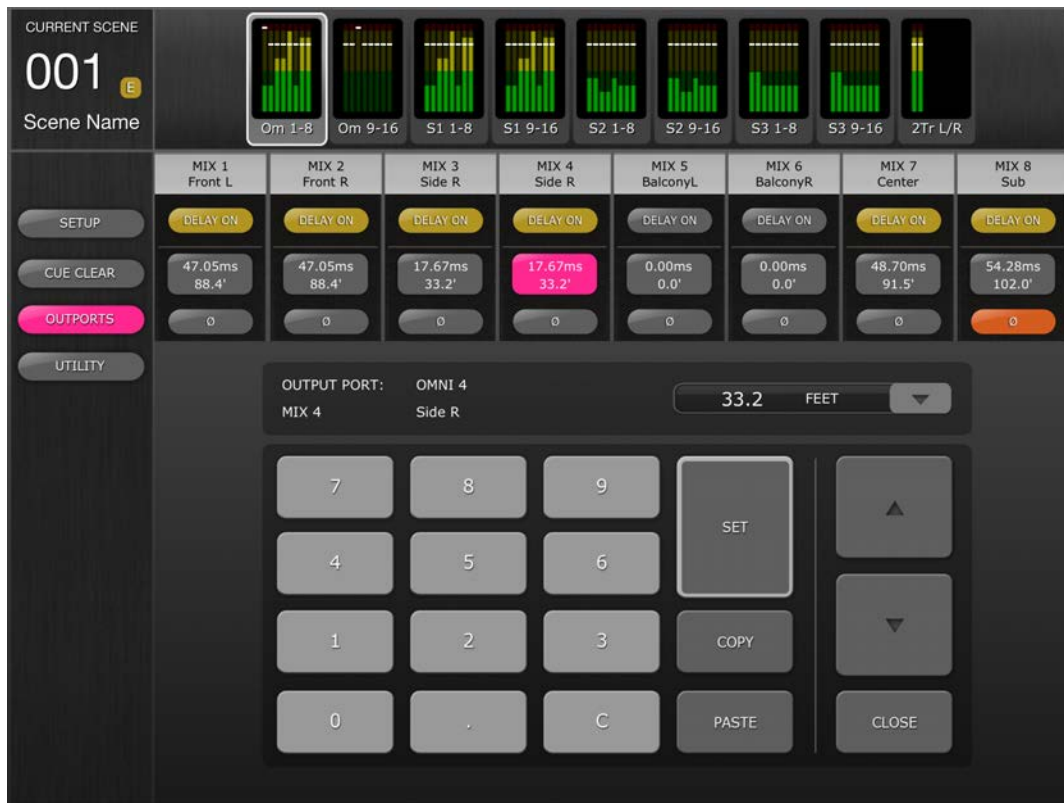 CURRENT SCENE
001 E
Scene Name
Om 1-8 Om 9-16 S1 1-8 S1 9-16 S2 1-8 S2 9-16 S3 1-8 S3 9-16 2Tr L/R
MIX 1 MIX 2 MIX 3 MIX 4 MIX 5 MIX 6 MIX 7 MIX 8
Front L Front R Side R Side R BalconyL BalconyR Center Sub
SETUP
DELAY ON DELAY ON DELAY ON DELAY ON DELAY ON DELAY ON DELAY ON DELAY ON
CUE CLEAR
47.05ms 47.05ms 17.67ms 17.67ms 0.00ms 0.00ms 48.70ms 54.28ms
88.4' 88.4' 33.2' 33.2' 0.0' 0.0' 91.5' 102.0'
OUTPORTS
Ø Ø Ø Ø Ø Ø Ø Ø
UTILITY
OUTPUT PORT: OMNI 4
MIX 4 Side R
33.2 FEET
7 8 9
SET
4 5 6
1 2 3 COPY
0 . C PASTE CLOSE